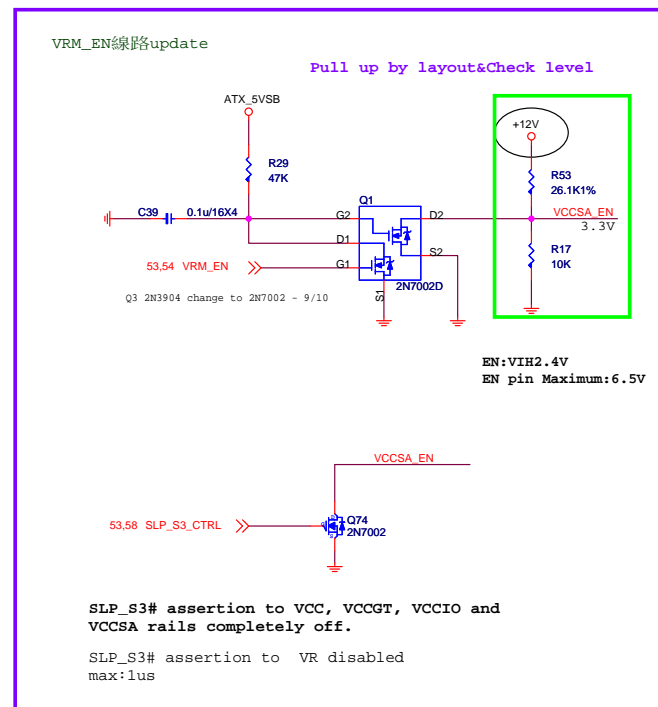 VRM_EN線路update
Pull up by layout&Check level
ATX_5VSB
+12V
R29
47K
R53
26.1K1%
C39
0.1u/16X4
Q1
G2
D2
VCCSA_EN
3.3V
D1
S2
R17
10K
53,54 VRM_EN
G1
2N7002D
S1
Q3 2N3904 change to 2N7002 - 9/10
EN:VIH2.4V
EN pin Maximum:6.5V
VCCSA_EN
53,58 SLP_S3_CTRL
Q74
2N7002
SLP_S3# assertion to VCC, VCCGT, VCCIO and
VCCSA rails completely off.
SLP_S3# assertion to VR disabled
max:1us